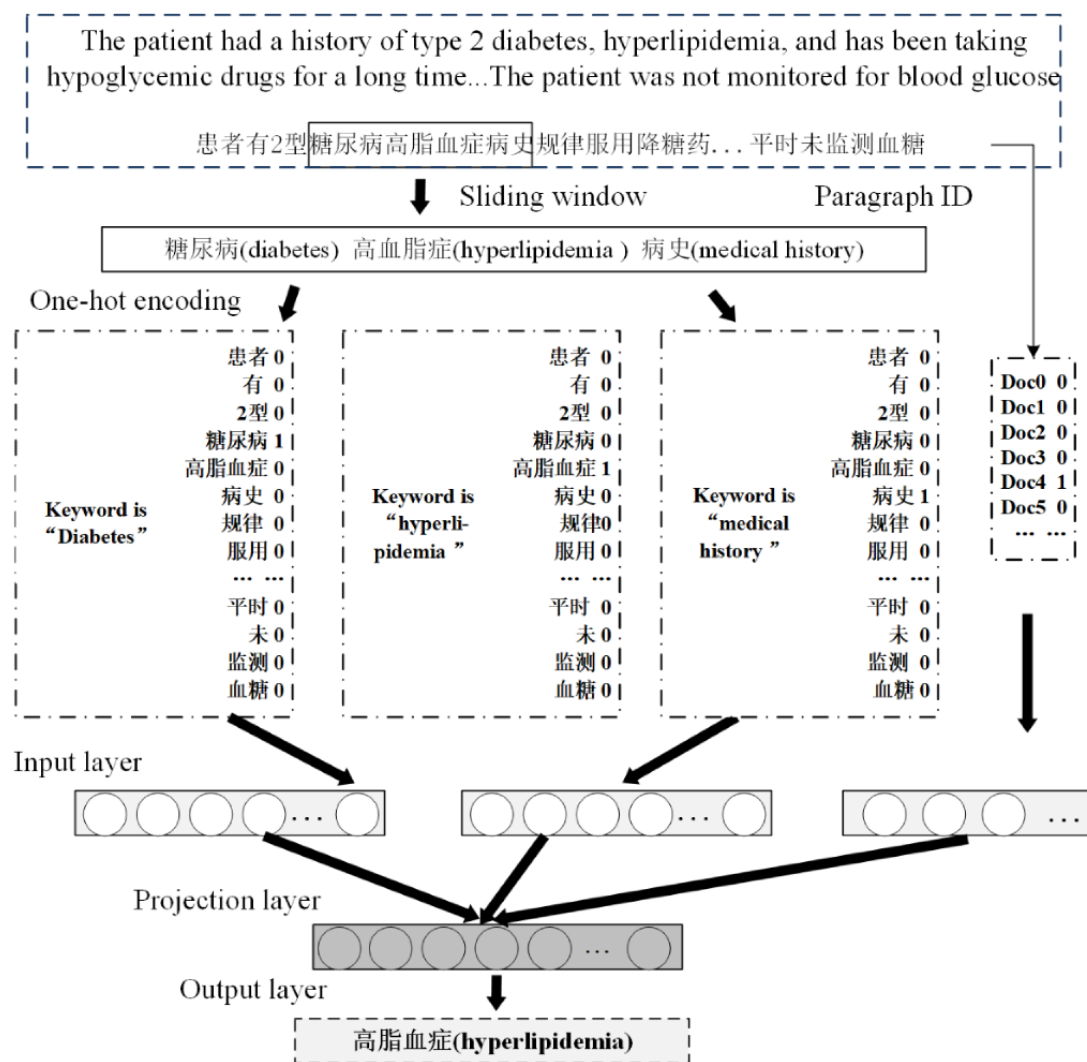 The patient had a history of type 2 diabetes, hyperlipidemia, and has been taking
hypoglycemic drugs for a long time...The patient was not monitored for blood glucose
患者有2型糖尿病高脂血症病史规律服用降糖药...平时未监测血糖
Sliding window
Paragraph ID
糖尿病(diabetes) 高血脂症(hyperlipidemia ) 病史(medical history)
One-hot encoding
Keyword is
“Diabetes”
患者 0
有 0
2型 0
糖尿病 1
高脂血症 0
病史 0
规律 0
服用 0
... ...
平时 0
未 0
监测 0
血糖 0
Keyword is
“hyperli-
pidemia ”
患者 0
有 0
2型 0
糖尿病 0
高脂血症 1
病史 0
规律0
服用 0
... ...
平时 0
未 0
监测 0
血糖 0
Keyword is
“medical
history ”
患者 0
有 0
2型 0
糖尿病 0
高脂血症 0
病史 1
规律 0
服用 0
... ...
平时 0
未 0
监测 0
血糖 0
Doc0 0
Doc1 0
Doc2 0
Doc3 0
Doc4 1
Doc5 0
... ...
Input layer
...
...
...
Projection layer
...
Output layer
高脂血症(hyperlipidemia)